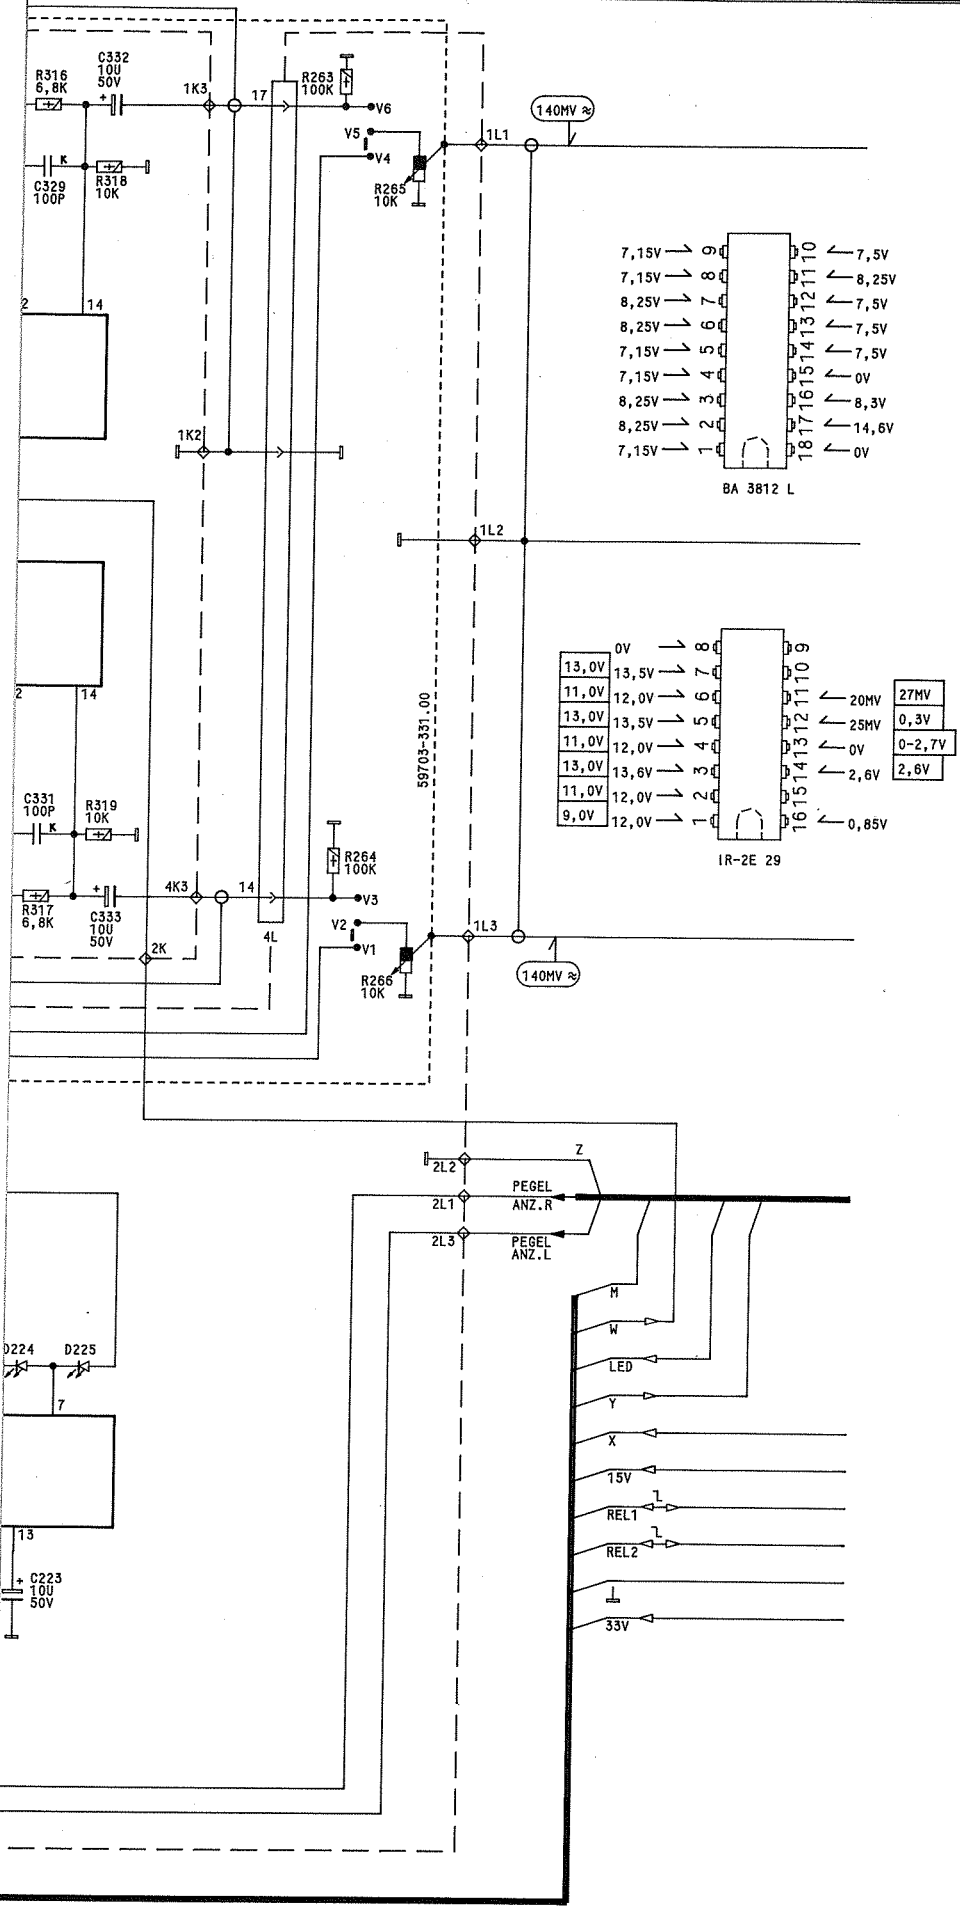 C332
10U
50V
R316
6,8K
+
1K3
17
R263
100K
V6
140MV ≈
V5
V4
1L1
K
C329
100P
R318
10K
R265
10K
2
14
7,15V 9
7,15V 8
8,25V 7
8,25V 6
7,15V 5
7,15V 4
8,25V 3
8,25V 2
7,15V 1
10 7,5V
11 8,25V
12 7,5V
13 7,5V
14 7,5V
15 0V
16 8,3V
17 14,6V
18 0V
BA 3812 L
1K2
1L2
2
14
59703-331.00
0V 8
13,0V 13,5V 7
11,0V 12,0V 6
13,0V 13,5V 5
11,0V 12,0V 4
13,0V 13,6V 3
11,0V 12,0V 2
9,0V 12,0V 1
9
10
11 20MV 27MV
12 25MV 0,3V
13 0V 0-2,7V
14 2,6V 2,6V
15
16 0,85V
IR-2E 29
C331
100P
K
R319
10K
R264
100K
4K3
14
V3
R317
6,8K
+
C333
10U
50V
V2
V1
1L3
2K
4L
R266
10K
140MV ≈
2L2
Z
2L1
PEGEL
ANZ.R
2L3
PEGEL
ANZ.L
M
W
LED
Y
X
15V
REL1
REL2
33V
D224
D225
7
13
+
C223
10U
50V